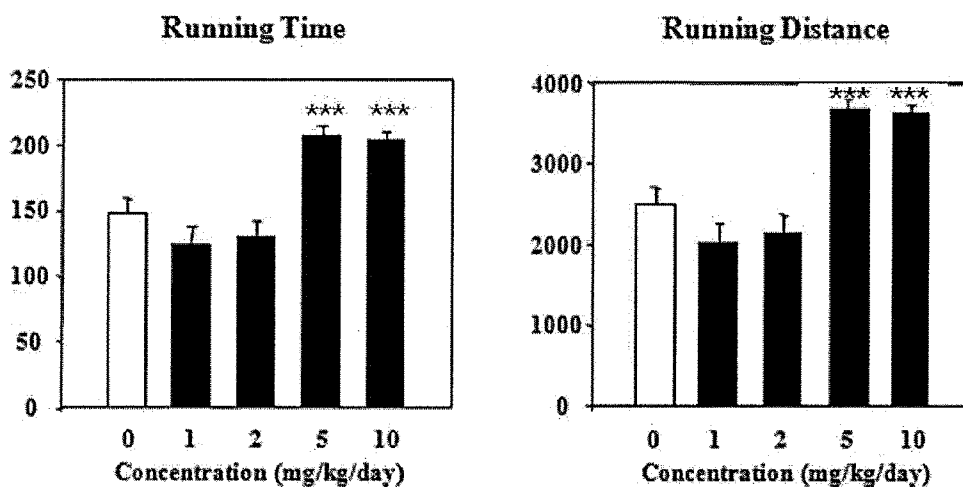 Running Time
250
200
150
100
50
0
*** ***
0 1 2 5 10
Concentration (mg/kg/day)
Running Distance
4000
3000
2000
1000
0
*** ***
0 1 2 5 10
Concentration (mg/kg/day)